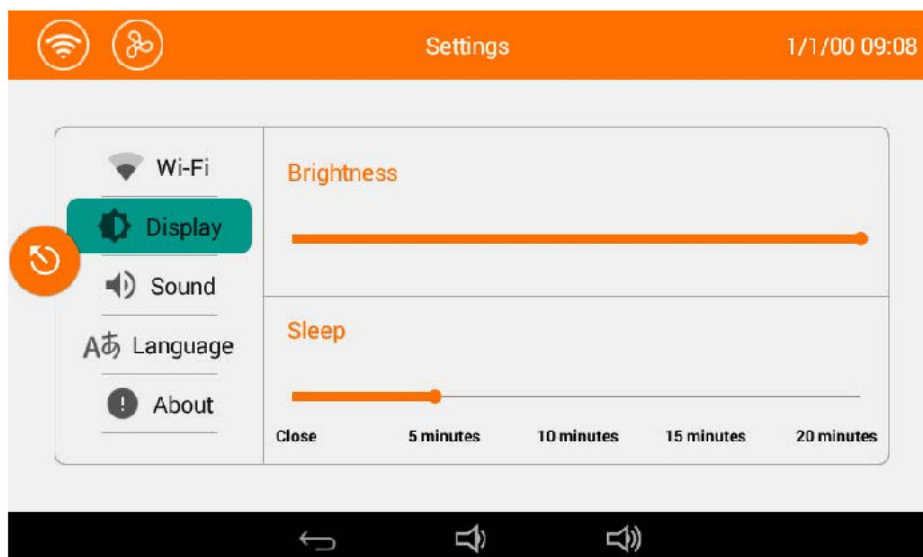 Settings
1/1/00 09:08
Wi-Fi
Display
Sound
Aあ Language
About
Brightness
Sleep
Close 5 minutes 10 minutes 15 minutes 20 minutes